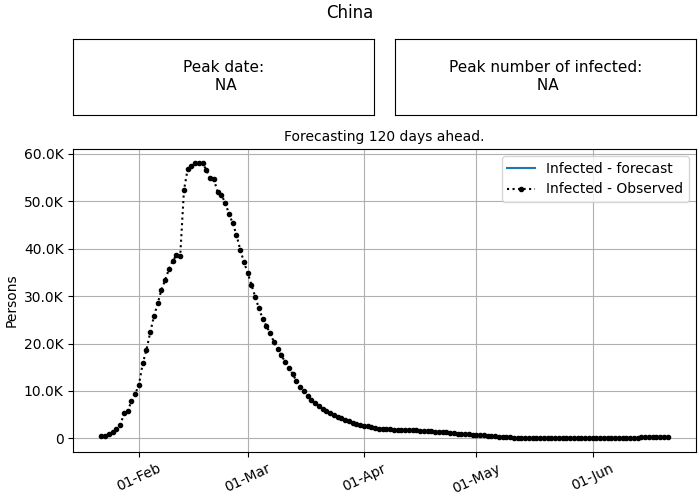 China
Peak date:
NA
Peak number of infected:
NA
Forecasting 120 days ahead.
60.0K
50.0K
40.0K
30.0K
20.0K
10.0K
0
Persons
Infected - forecast
Infected - Observed
01-Feb
01-Mar
01-Apr
01-May
01-Jun